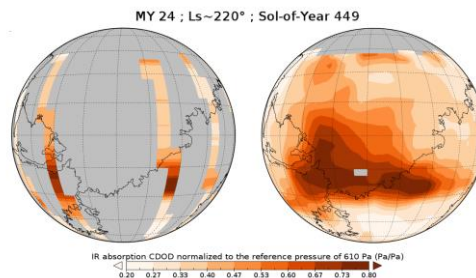 MY 24 ; Ls~220° ; Sol-of-Year 449
IR absorption CDOD normalized to the reference pressure of 610 Pa (Pa/Pa)
0.20 0.27 0.33 0.40 0.47 0.53 0.60 0.67 0.73 0.80